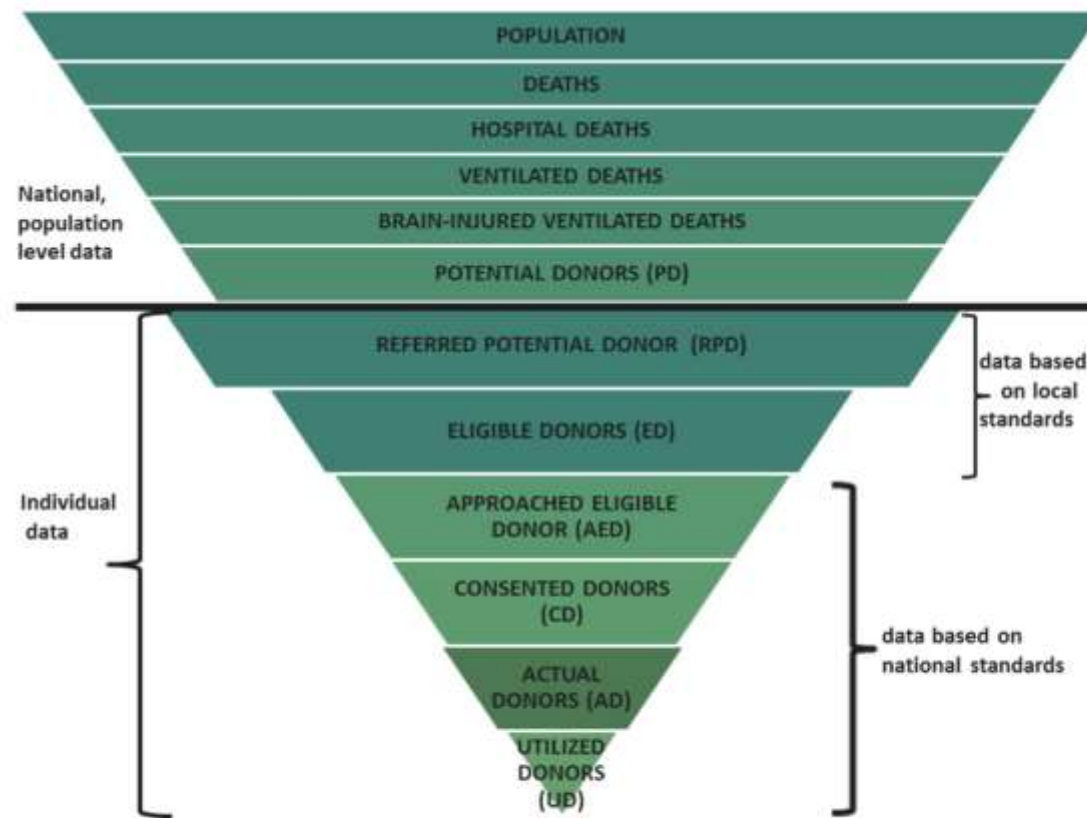 POPULATION
DEATHS
HOSPITAL DEATHS
VENTILATED DEATHS
BRAIN-INJURED VENTILATED DEATHS
POTENTIAL DONORS (PD)
National,
population
level data
REFERRED POTENTIAL DONOR (RPD)
ELIGIBLE DONORS (ED)
data based
on local
standards
Individual
data
APPROACHED ELIGIBLE
DONOR (AED)
CONSENTED DONORS
(CD)
ACTUAL
DONORS (AD)
UTILIZED
DONORS
(UD)
data based on
national standards